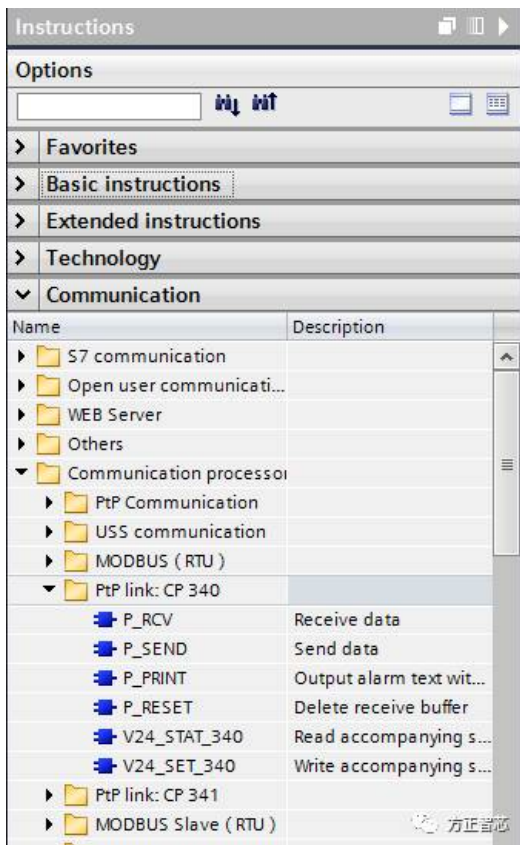 Instructions
Options
Favorites
Basic instructions
Extended instructions
Technology
Communication
Name Description
S7 communication
Open user communicati...
WEB Server
Others
Communication processor
PtP Communication
USS communication
MODBUS (RTU)
PtP link: CP 340
P_RCV Receive data
P_SEND Send data
P_PRINT Output alarm text wit...
P_RESET Delete receive buffer
V24_STAT_340 Read accompanying s...
V24_SET_340 Write accompanying s...
PtP link: CP 341
MODBUS Slave (RTU)
方正智芯